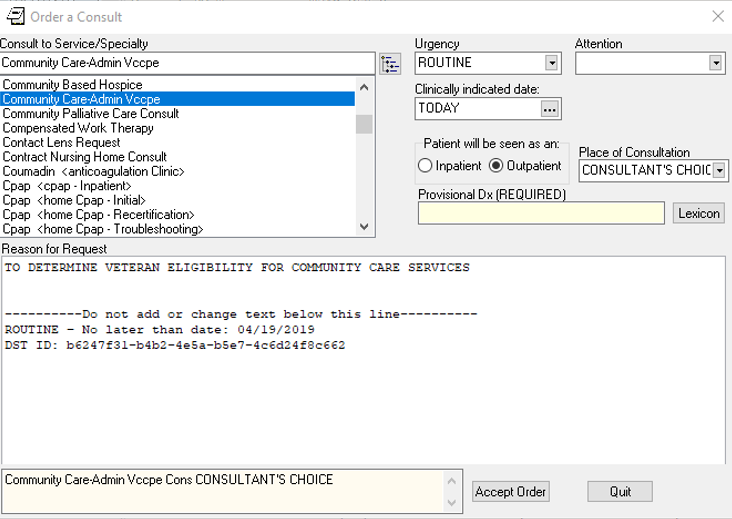 Order a Consult
Consult to Service/Specialty
Community Care-Admin Vccpe
Community Based Hospice
Community Care-Admin Vccpe
Community Palliative Care Consult
Compensated Work Therapy
Contact Lens Request
Contract Nursing Home Consult
Coumadin <anticoagulation Clinic>
Cpap <cpap - Inpatient>
Cpap <home Cpap - Initial>
Cpap <home Cpap - Recertification>
Cpap <home Cpap - Troubleshooting>
Urgency
ROUTINE
Attention
Clinically indicated date:
TODAY
...
Patient will be seen as an:
Inpatient
Outpatient
Place of Consultation
CONSULTANT'S CHOIC
Provisional Dx (REQUIRED)
Lexicon
Reason for Request
TO DETERMINE VETERAN ELIGIBILITY FOR COMMUNITY CARE SERVICES
----------Do not add or change text below this line----------
ROUTINE - No later than date: 04/19/2019
DST ID: b6247f31-b4b2-4e5a-b5e7-4c6d24f8c662
Community Care-Admin Vccpe Cons CONSULTANT'S CHOICE
Accept Order
Quit